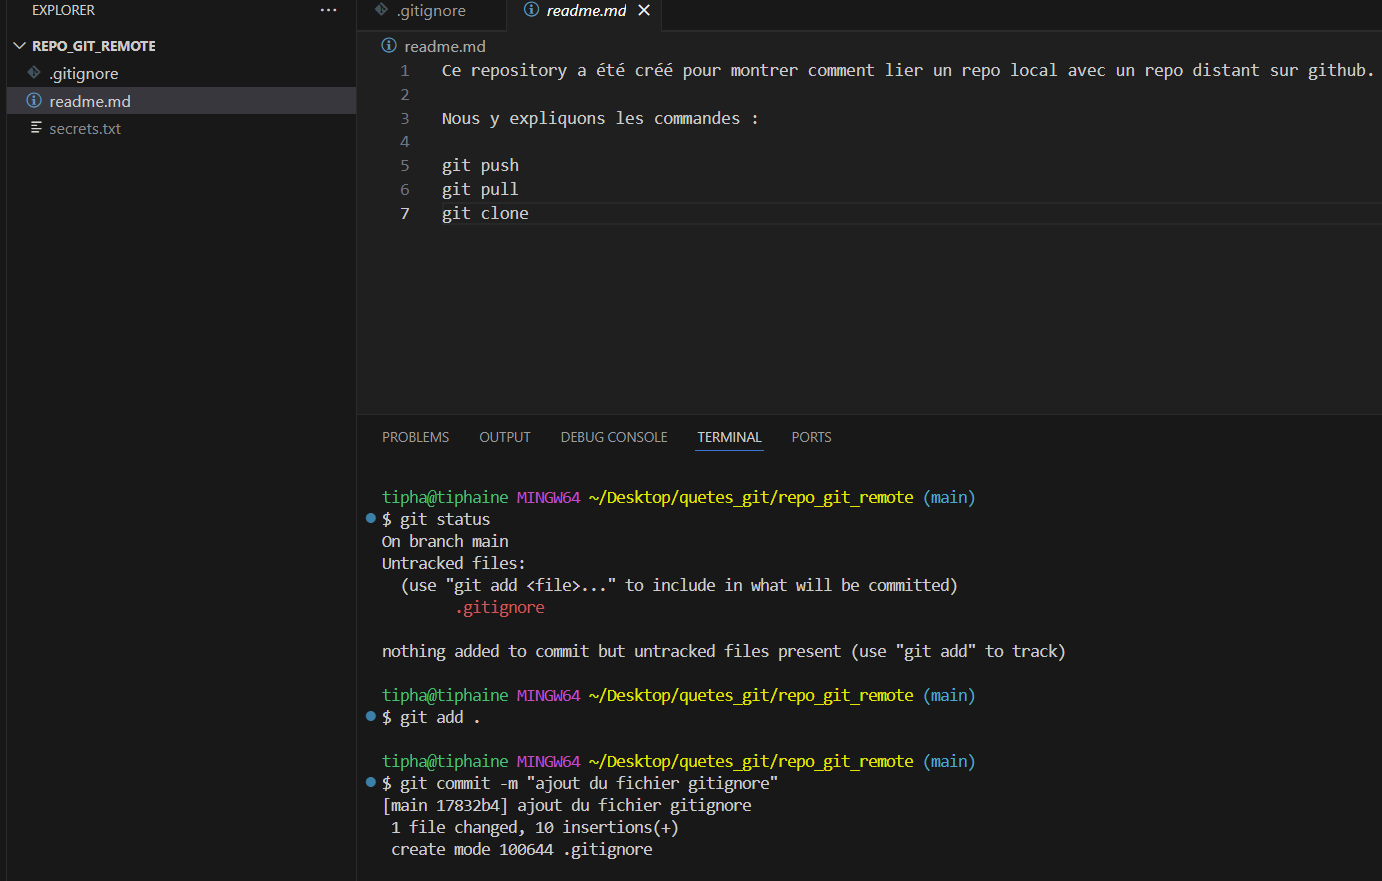 EXPLORER
···
REPO_GIT_REMOTE
.gitignore
readme.md
secrets.txt
.gitignore
readme.md
readme.md
1 Ce repository a été créé pour montrer comment lier un repo local avec un repo distant sur github.
2
3 Nous y expliquons les commandes :
4
5 git push
6 git pull
7 git clone
PROBLEMS OUTPUT DEBUG CONSOLE TERMINAL PORTS
tipha@tiphaine MINGW64 ~/Desktop/quetes_git/repo_git_remote (main)
$ git status
On branch main
Untracked files:
(use "git add <file>..." to include in what will be committed)
.gitignore
nothing added to commit but untracked files present (use "git add" to track)
tipha@tiphaine MINGW64 ~/Desktop/quetes_git/repo_git_remote (main)
$ git add .
tipha@tiphaine MINGW64 ~/Desktop/quetes_git/repo_git_remote (main)
$ git commit -m "ajout du fichier gitignore"
[main 17832b4] ajout du fichier gitignore
1 file changed, 10 insertions(+)
create mode 100644 .gitignore